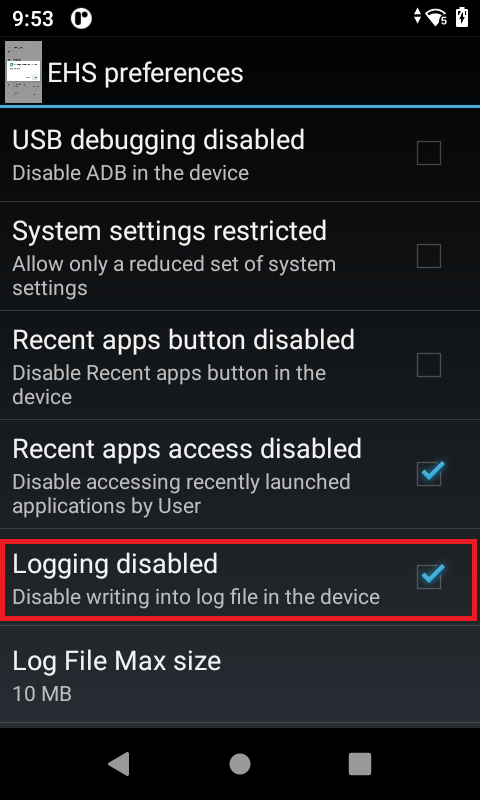 9:53
5
EHS preferences
USB debugging disabled
Disable ADB in the device
System settings restricted
Allow only a reduced set of system
settings
Recent apps button disabled
Disable Recent apps button in the
device
Recent apps access disabled
Disable accessing recently launched
applications by User
Logging disabled
Disable writing into log file in the device
Log File Max size
10 MB